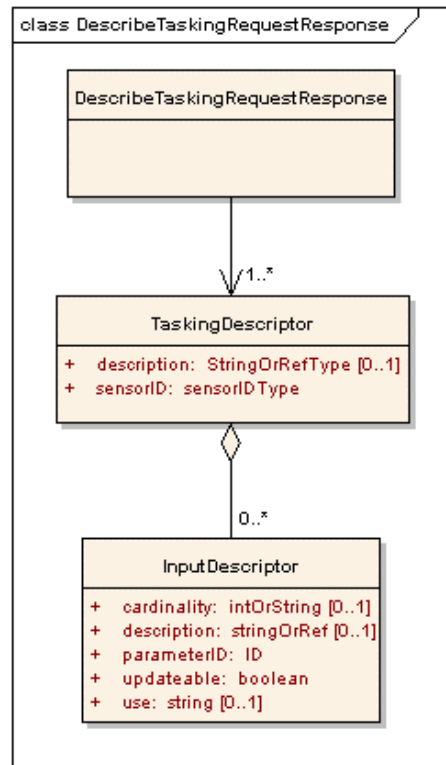 class DescribeTaskingRequestResponse
DescribeTaskingRequestResponse
1..*
TaskingDescriptor
+ description: StringOrRefType [0..1]
+ sensorID: sensorIDType
0..*
InputDescriptor
+ cardinality: intOrString [0..1]
+ description: stringOrRef [0..1]
+ parameterID: ID
+ updateable: boolean
+ use: string [0..1]